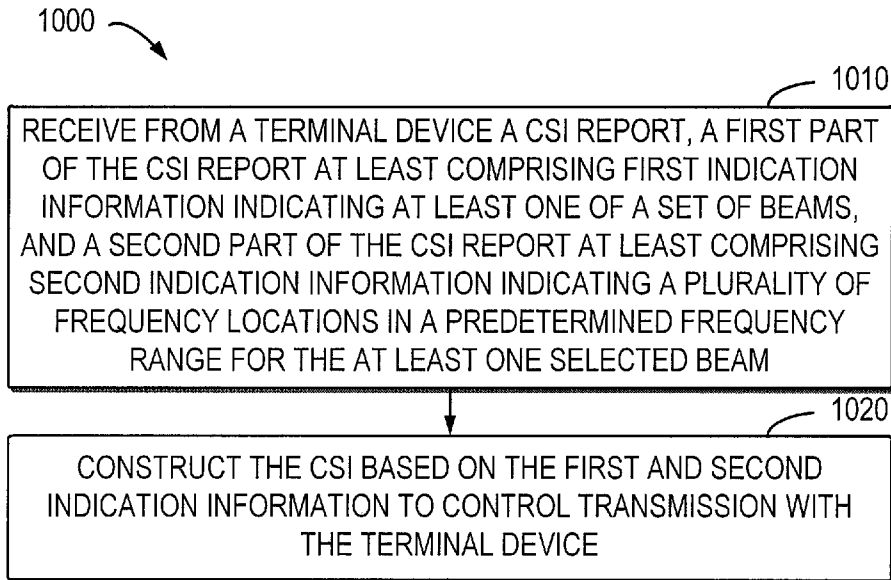 1000
1010
RECEIVE FROM A TERMINAL DEVICE A CSI REPORT, A FIRST PART
OF THE CSI REPORT AT LEAST COMPRISING FIRST INDICATION
INFORMATION INDICATING AT LEAST ONE OF A SET OF BEAMS,
AND A SECOND PART OF THE CSI REPORT AT LEAST COMPRISING
SECOND INDICATION INFORMATION INDICATING A PLURALITY OF
FREQUENCY LOCATIONS IN A PREDETERMINED FREQUENCY
RANGE FOR THE AT LEAST ONE SELECTED BEAM
1020
CONSTRUCT THE CSI BASED ON THE FIRST AND SECOND
INDICATION INFORMATION TO CONTROL TRANSMISSION WITH
THE TERMINAL DEVICE